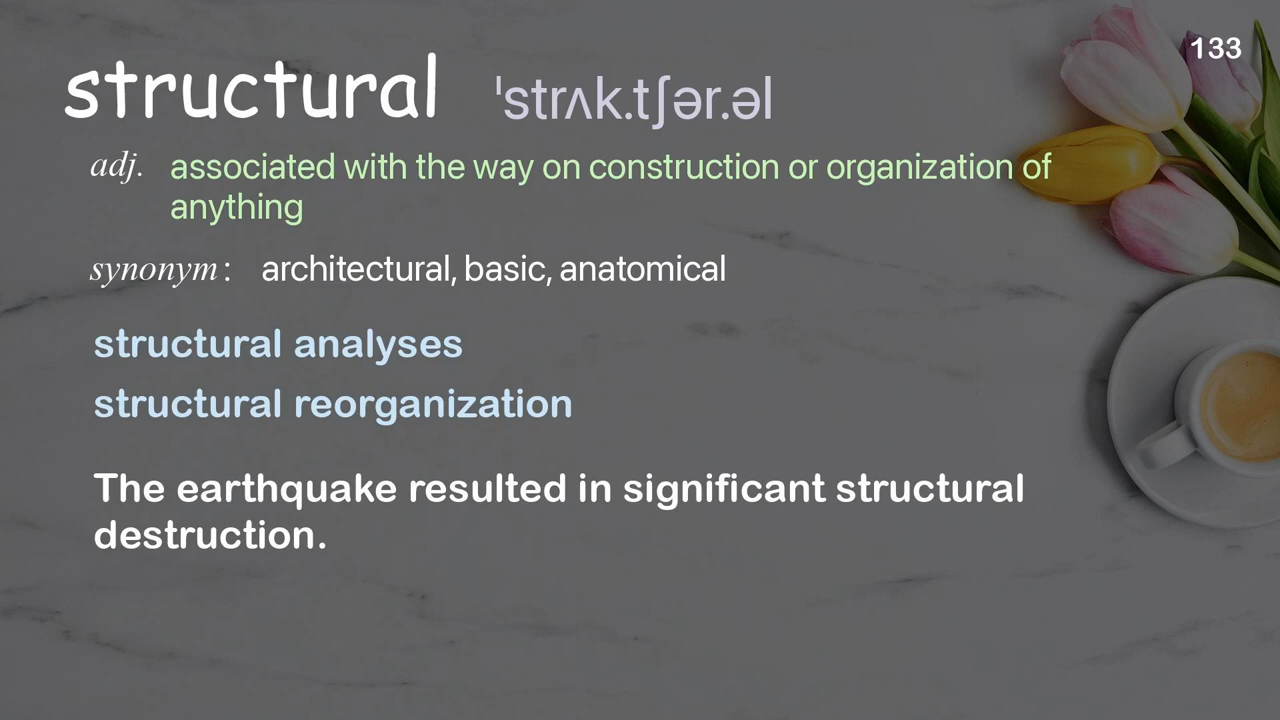 133
structural ˈstrʌk.tʃər.əl
adj. associated with the way on construction or organization of
anything
synonym: architectural, basic, anatomical
structural analyses
structural reorganization
The earthquake resulted in significant structural
destruction.